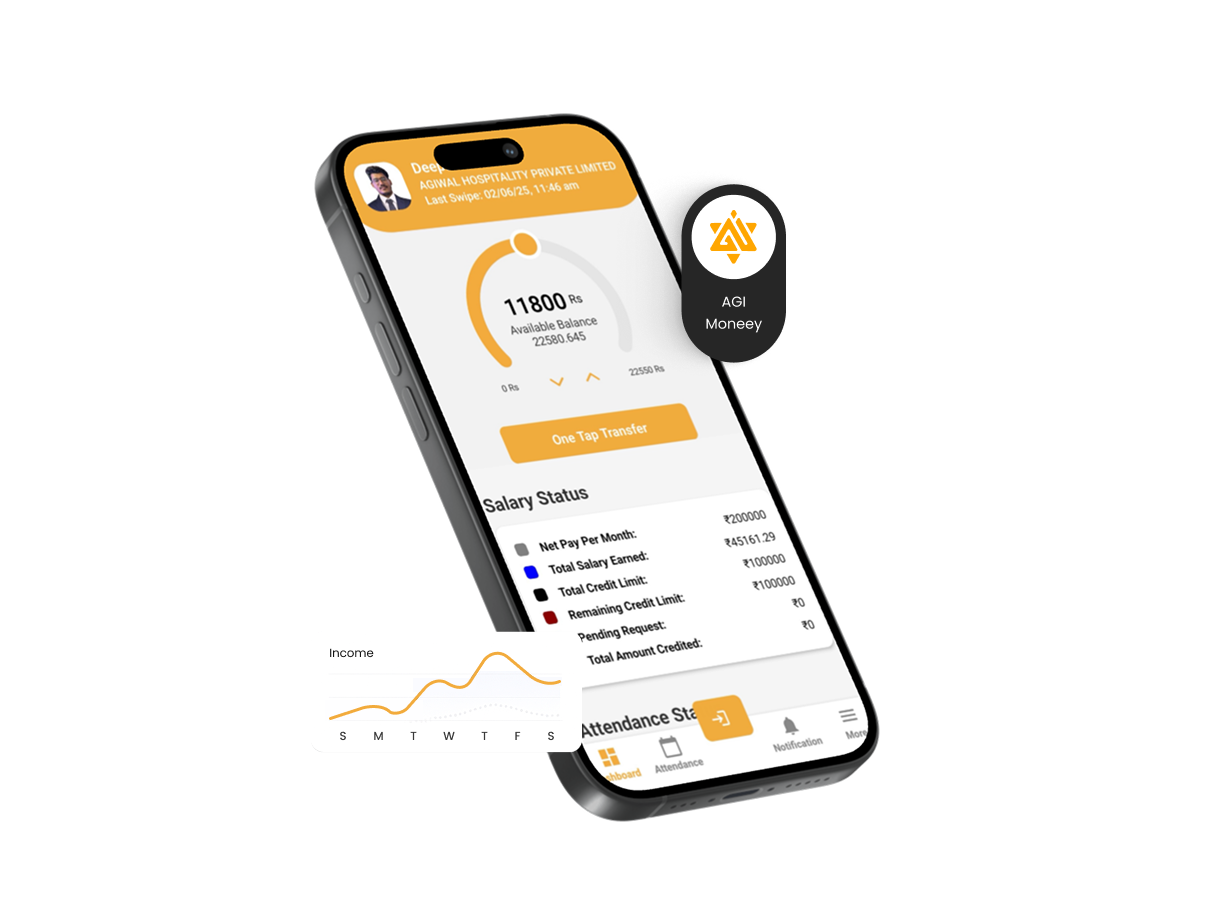 Deep
AGIWAL HOSPITALITY PRIVATE LIMITED
Last Swipe: 02/06/25, 11:46 am
11800 Rs
Available Balance
22580.645
0 Rs
22550 Rs
One Tap Transfer
AGI
Moneey
Salary Status
Net Pay Per Month: ₹200000
Total Salary Earned: ₹45161.29
Total Credit Limit: ₹100000
Remaining Credit Limit: ₹100000
Pending Request: ₹0
Total Amount Credited: ₹0
Income
S M T W T F S
Attendance Sta
shboard
Attendance
Notification
More